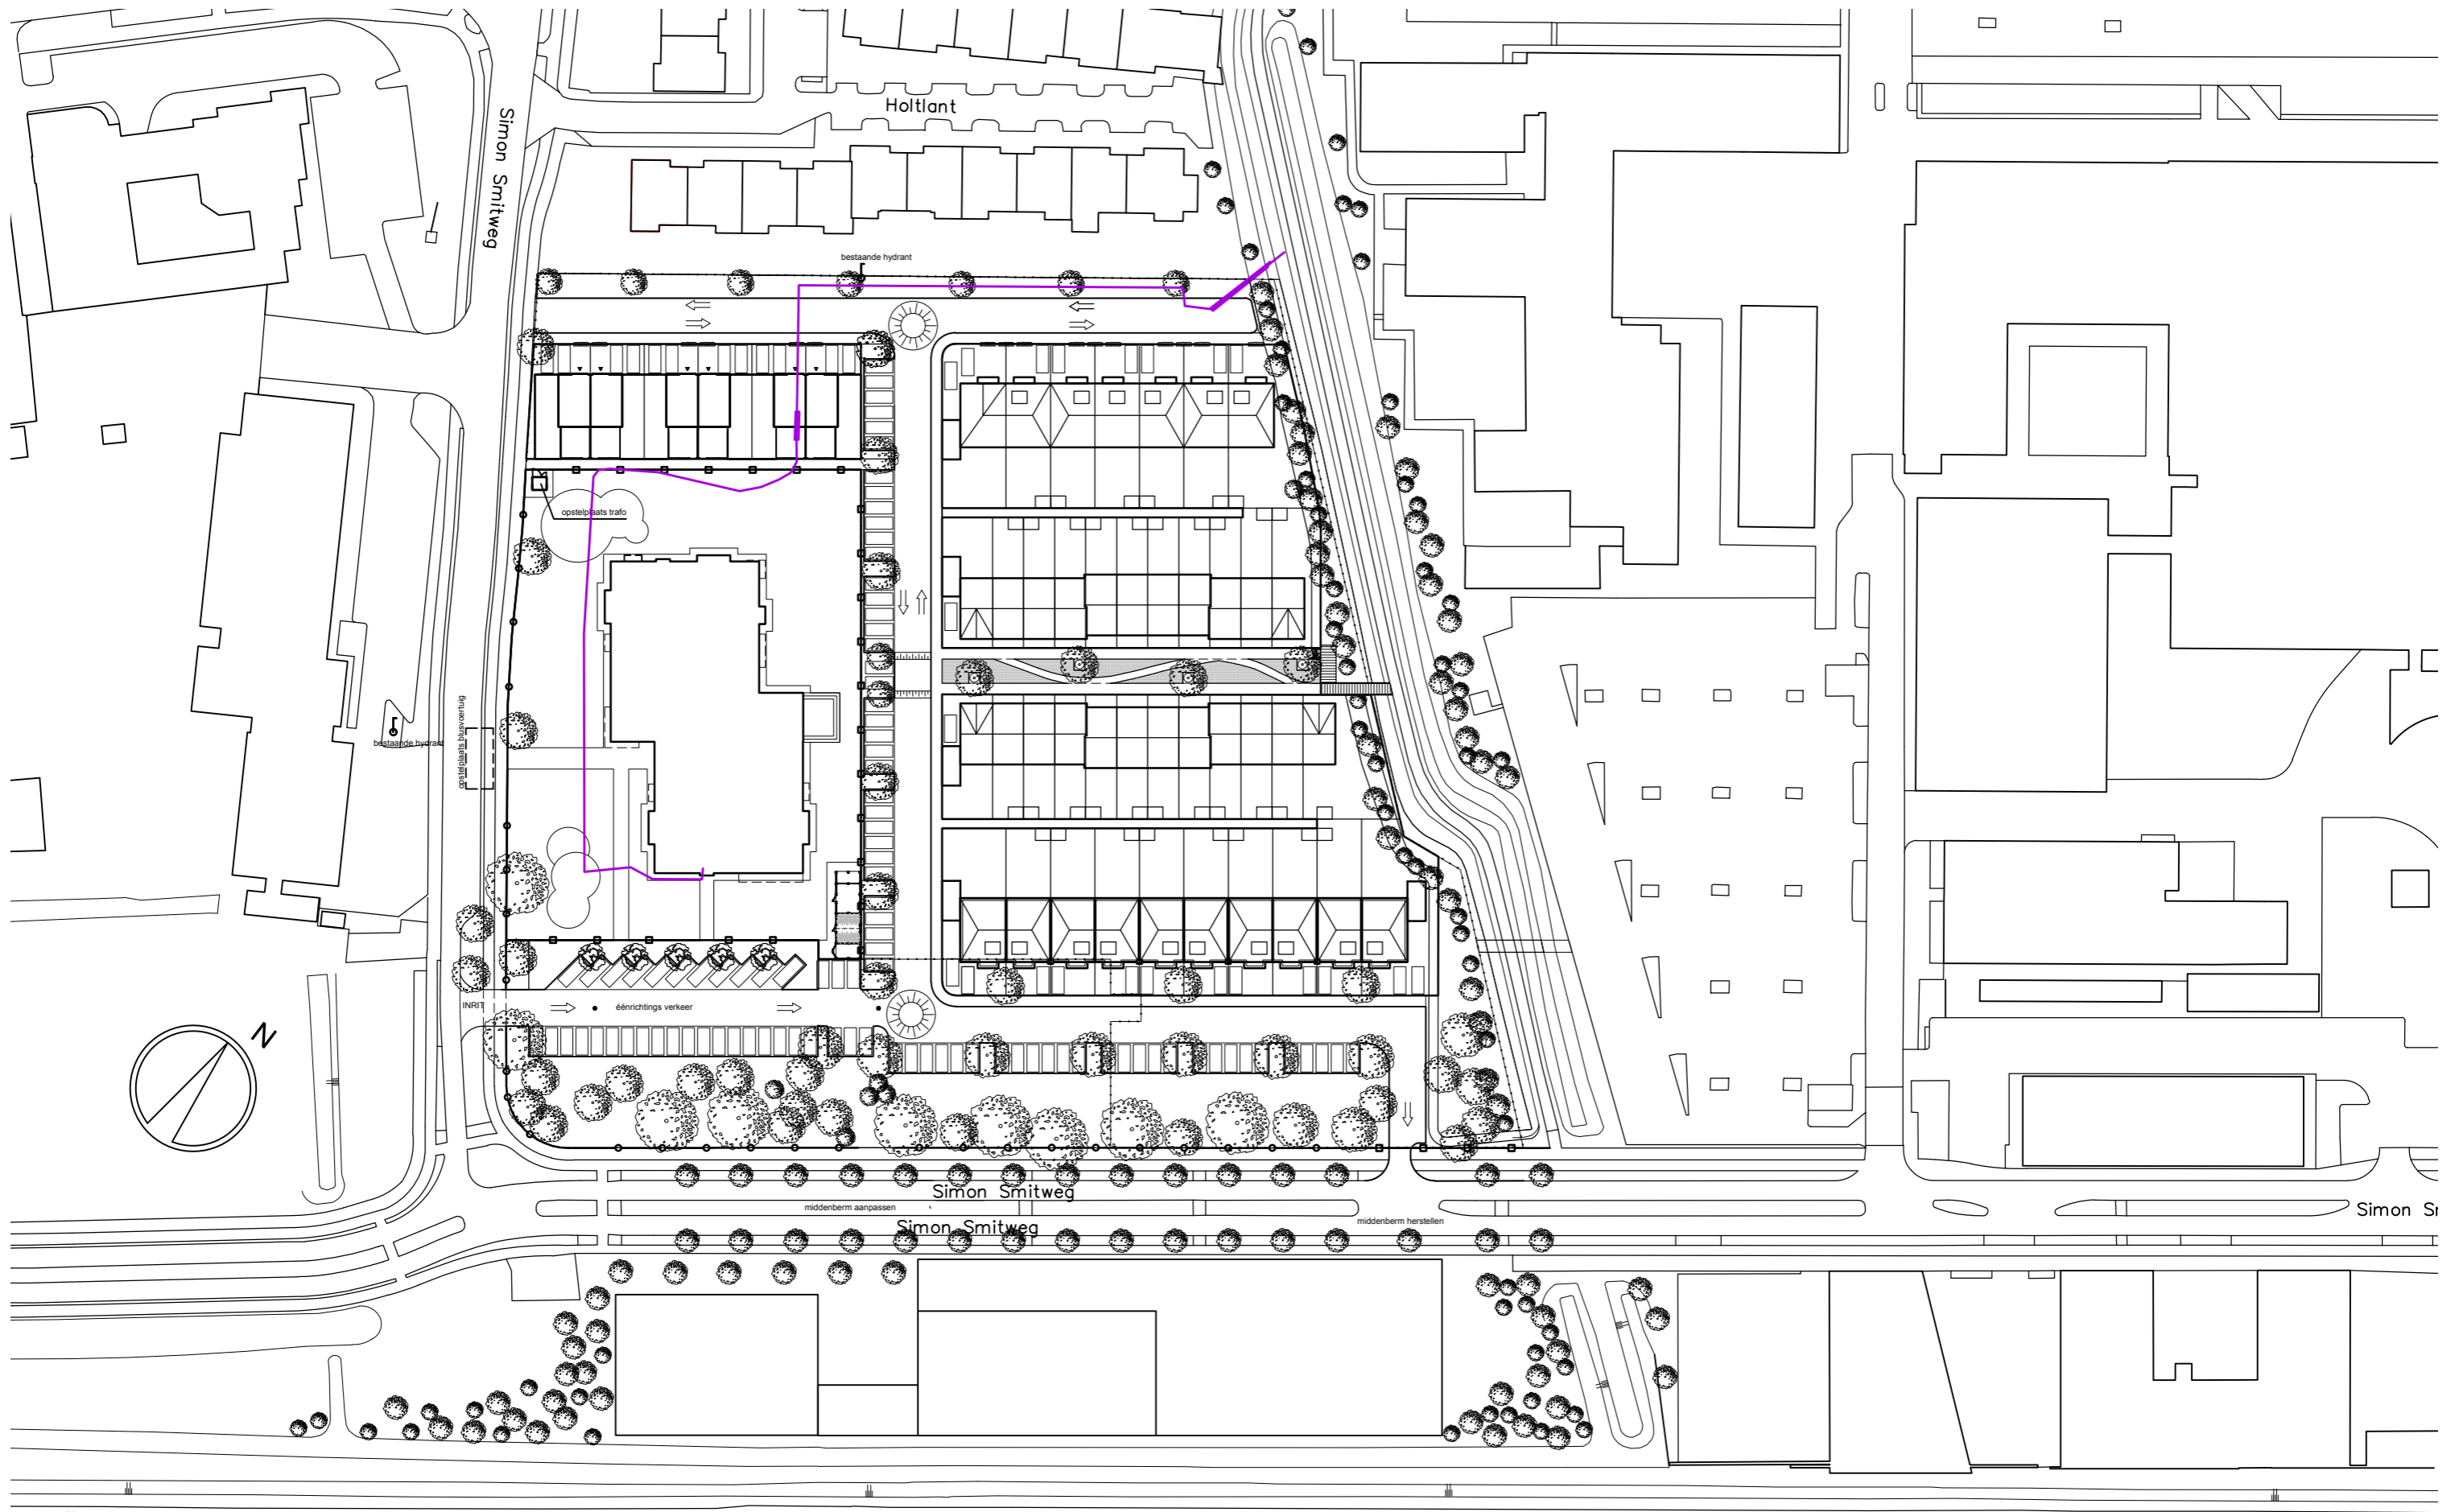 Holtlant
Simon Smitweg
bestaande hydrant
opstelplaats trafo
bestaande hydrant
opstelplaats blusvoertuig
INRIT
éénrichtings verkeer
N
Simon Smitweg
middenberm aanpassen
Simon Smitweg
middenberm herstellen
Simon Sr